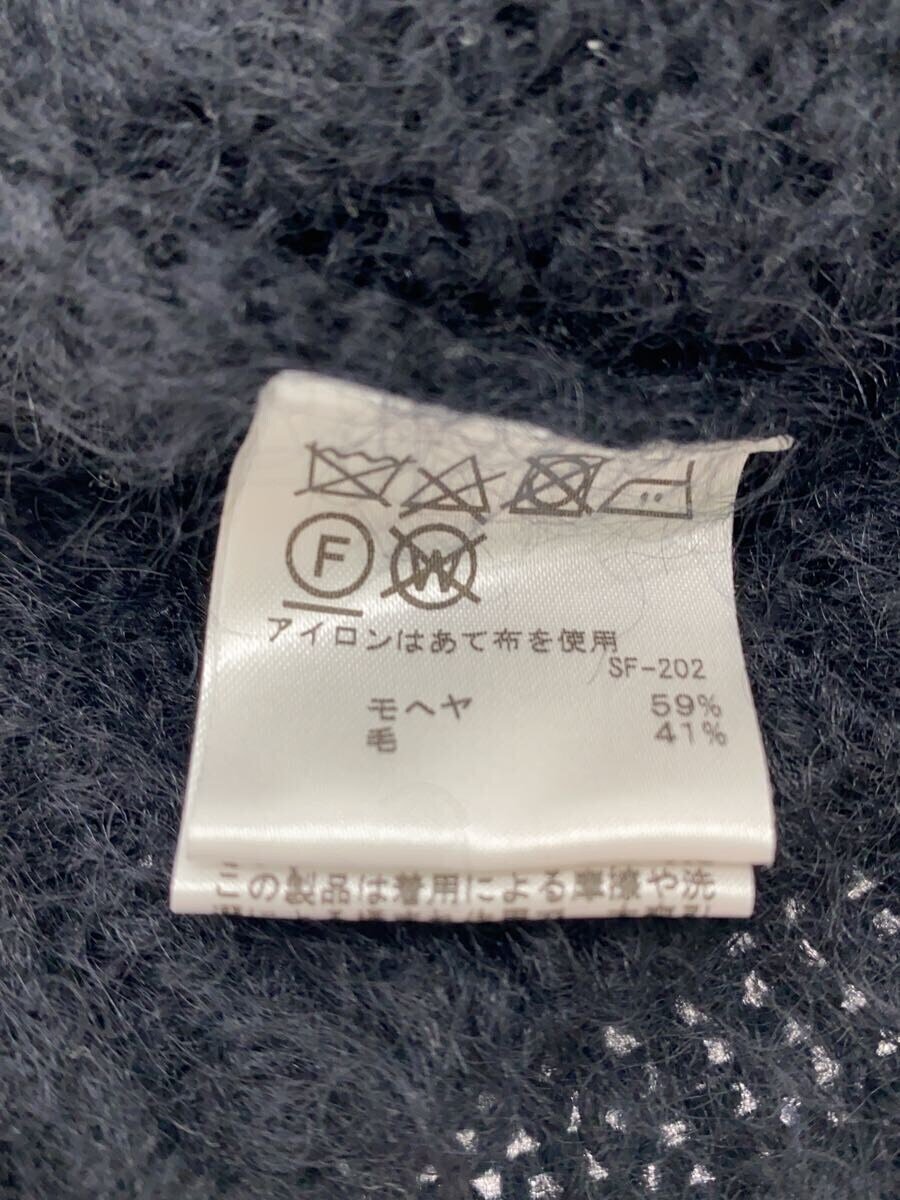 F W
アイロンはあて布を使用
SF-202
モヘヤ 59%
毛 41%
この製品は着用による摩擦や洗